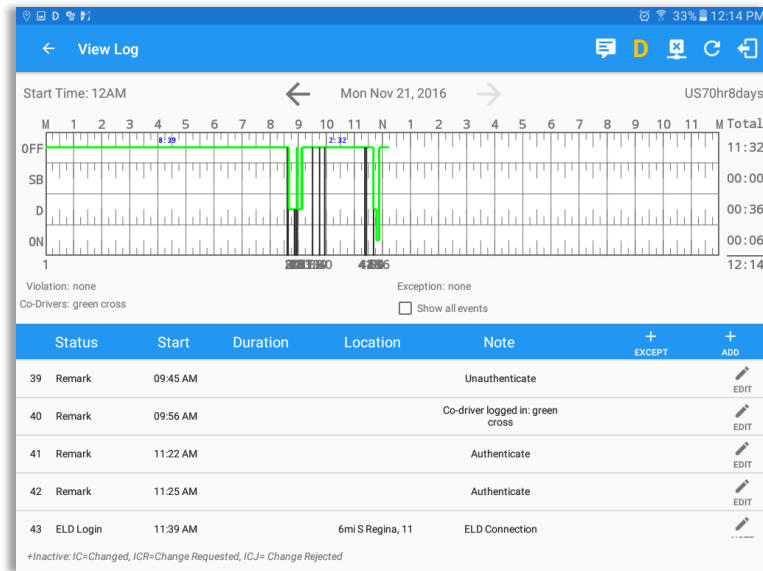 D 33% 12:14 PM
View Log D
Start Time: 12AM Mon Nov 21, 2016 US70hr8days
M 1 2 3 4 5 6 7 8 9 10 11 N 1 2 3 4 5 6 7 8 9 10 11 M Total
8:39 2:32
OFF 11:32
SB 00:00
D 00:36
ON 00:06
1 12:14
Violation: none Exception: none
Co-Drivers: green cross Show all events
Status Start Duration Location Note + EXCEPT + ADD
39 Remark 09:45 AM Unauthenticate EDIT
40 Remark 09:56 AM Co-driver logged in: green
cross EDIT
41 Remark 11:22 AM Authenticate EDIT
42 Remark 11:25 AM Authenticate EDIT
43 ELD Login 11:39 AM 6mi S Regina, 11 ELD Connection
+Inactive: IC=Changed, ICR=Change Requested, ICJ= Change Rejected